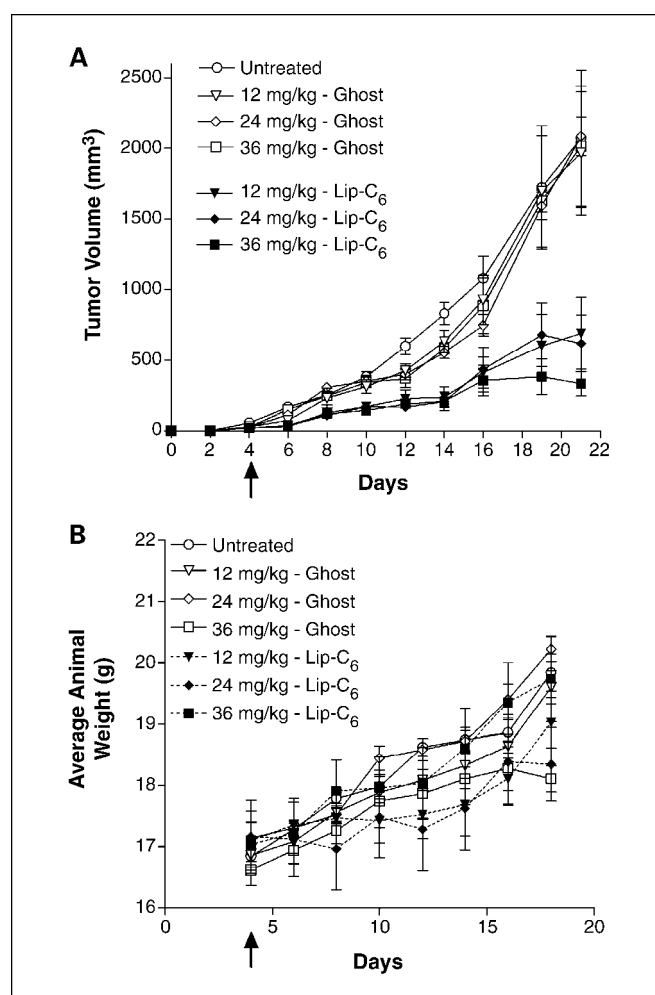 A
Untreated
12 mg/kg - Ghost
24 mg/kg - Ghost
36 mg/kg - Ghost
12 mg/kg - Lip-C6
24 mg/kg - Lip-C6
36 mg/kg - Lip-C6
Tumor Volume (mm3)
2500
2000
1500
1000
500
0
0 2 4 6 8 10 12 14 16 18 20 22
Days
B
Untreated
12 mg/kg - Ghost
24 mg/kg - Ghost
36 mg/kg - Ghost
12 mg/kg - Lip-C6
24 mg/kg - Lip-C6
36 mg/kg - Lip-C6
Average Animal
Weight (g)
22
21
20
19
18
17
16
0 5 10 15 20
Days